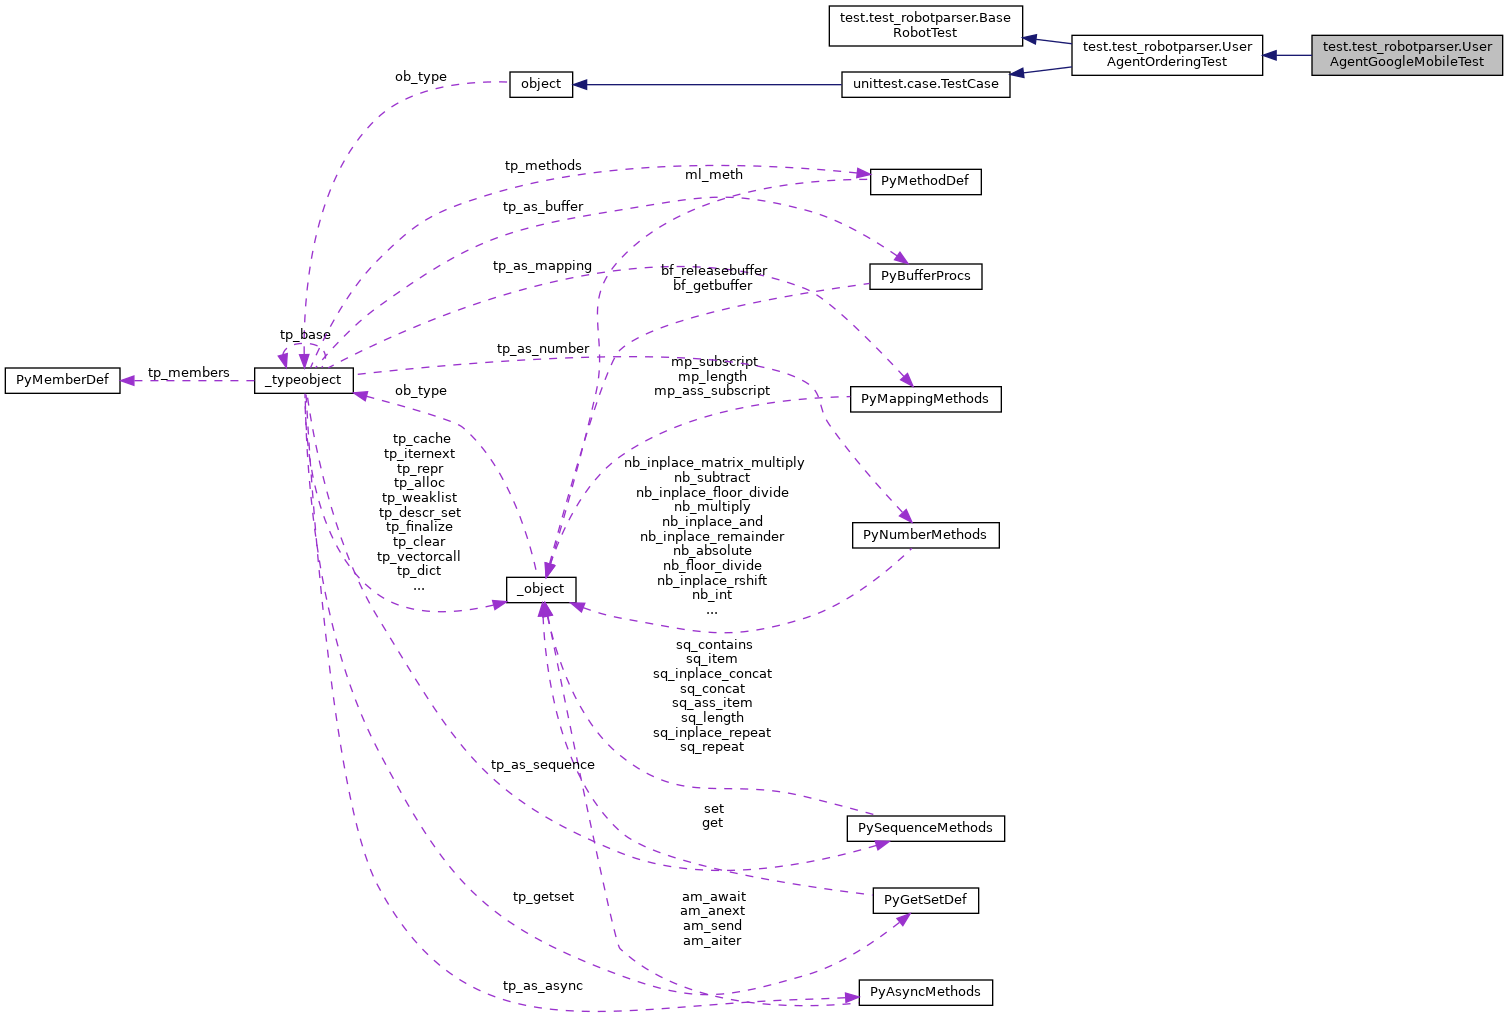 test.test_robotparser.Base
RobotTest
test.test_robotparser.User
AgentOrderingTest
test.test_robotparser.User
AgentGoogleMobileTest
ob_type
object
unittest.case.TestCase
tp_methods
ml_meth
PyMethodDef
tp_as_buffer
tp_as_mapping
bf_releasebuffer
bf_getbuffer
PyBufferProcs
tp_base
tp_as_number
mp_subscript
mp_length
mp_ass_subscript
PyMemberDef
tp_members
_typeobject
ob_type
PyMappingMethods
tp_cache
tp_iternext
tp_repr
tp_alloc
tp_weaklist
tp_descr_set
tp_finalize
tp_clear
tp_vectorcall
tp_dict
...
nb_inplace_matrix_multiply
nb_subtract
nb_inplace_floor_divide
nb_multiply
nb_inplace_and
nb_inplace_remainder
nb_absolute
nb_floor_divide
nb_inplace_rshift
nb_int
...
PyNumberMethods
_object
sq_contains
sq_item
sq_inplace_concat
sq_concat
sq_ass_item
sq_length
sq_inplace_repeat
sq_repeat
tp_as_sequence
set
get
PySequenceMethods
tp_getset
am_await
am_anext
am_send
am_aiter
PyGetSetDef
tp_as_async
PyAsyncMethods